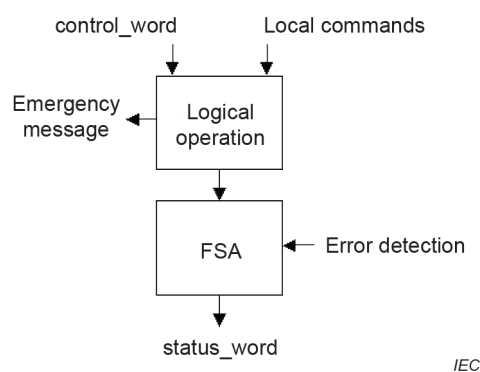 control_word
Local commands
Emergency
message
Logical
operation
FSA
Error detection
status_word
IEC